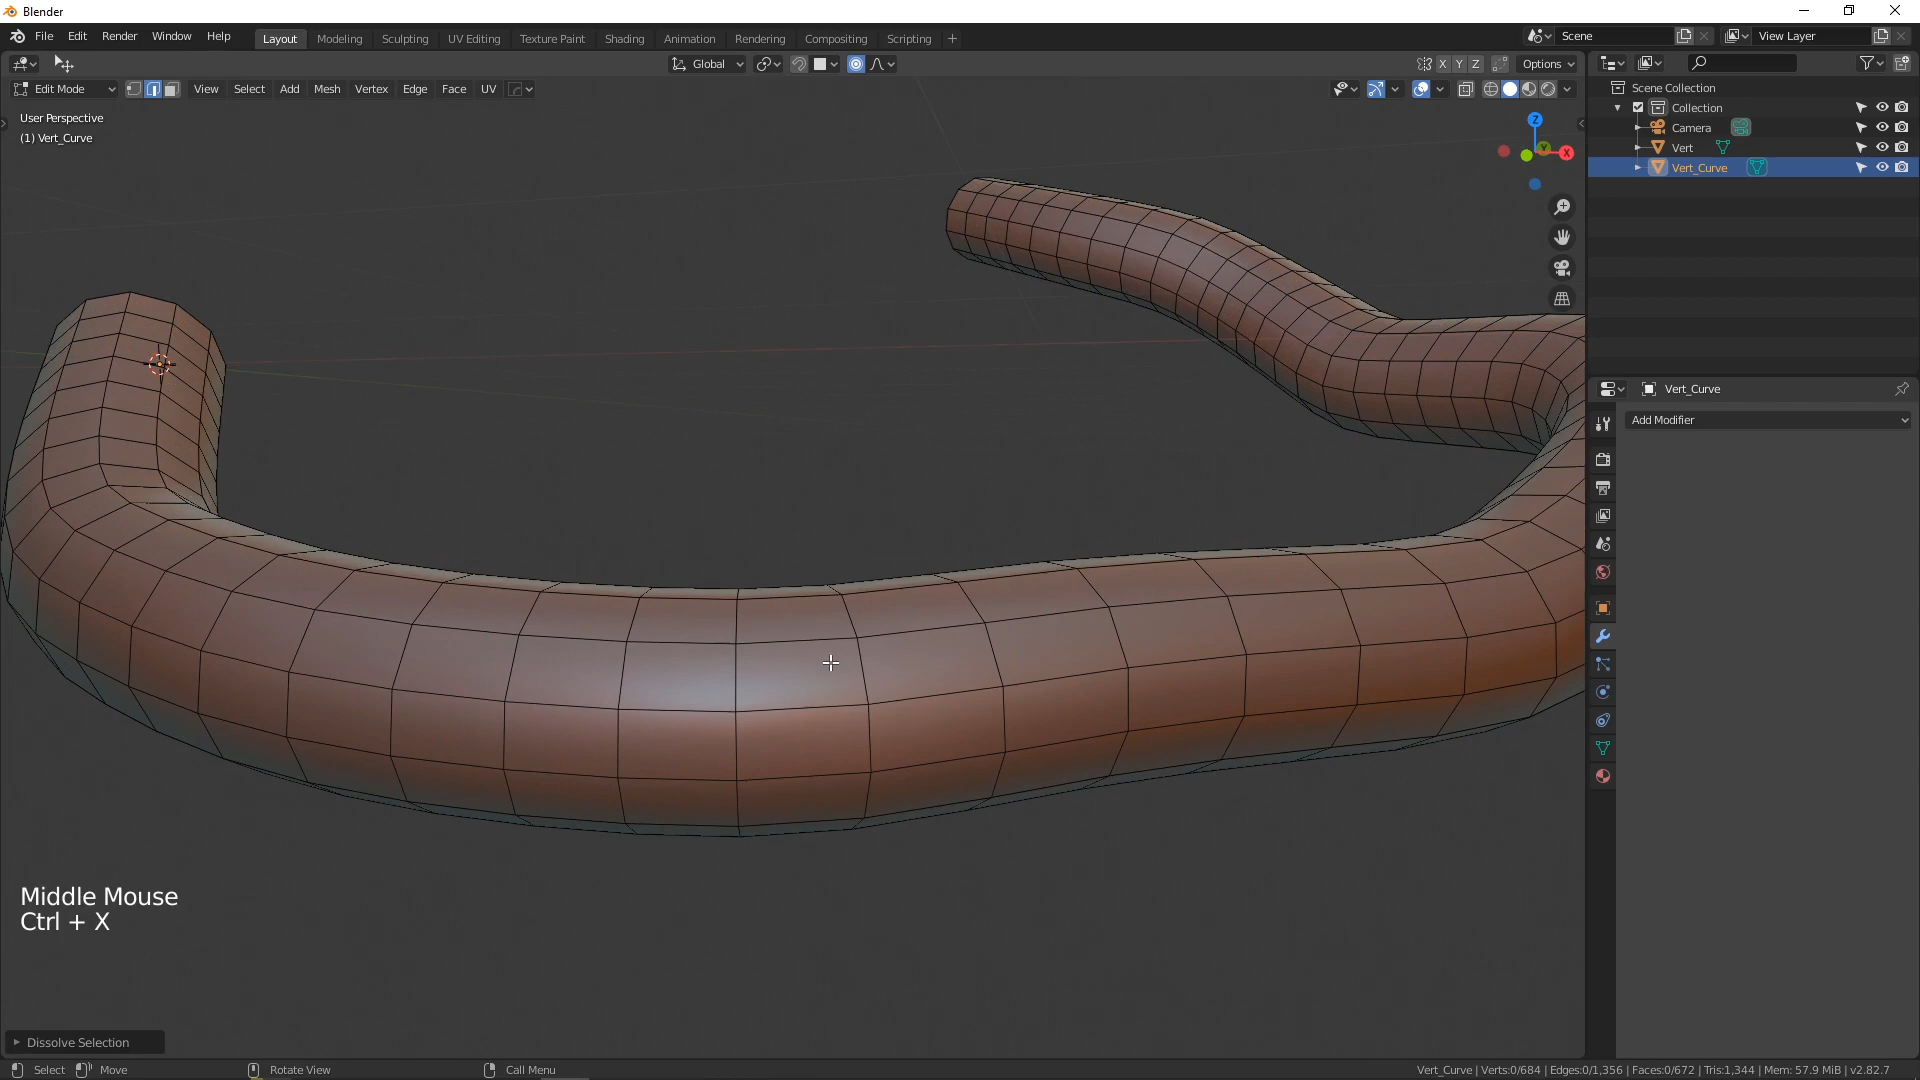 Blender
File Edit Render Window Help
Layout Modeling Sculpting UV Editing Texture Paint Shading Animation Rendering Compositing Scripting +
Scene
View Layer
Global
X Y Z
Options
Edit Mode
View Select Add Mesh Vertex Edge Face UV
User Perspective
(1) Vert_Curve
Z
Y
X
Scene Collection
Collection
Camera
Vert
Vert_Curve
Vert_Curve
Add Modifier
Middle Mouse
Ctrl + X
Dissolve Selection
Select Move Rotate View Call Menu
Vert_Curve | Verts:0/684 | Edges:0/1,356 | Faces:0/672 | Tris:1,344 | Mem: 57.9 MiB | v2.82.7